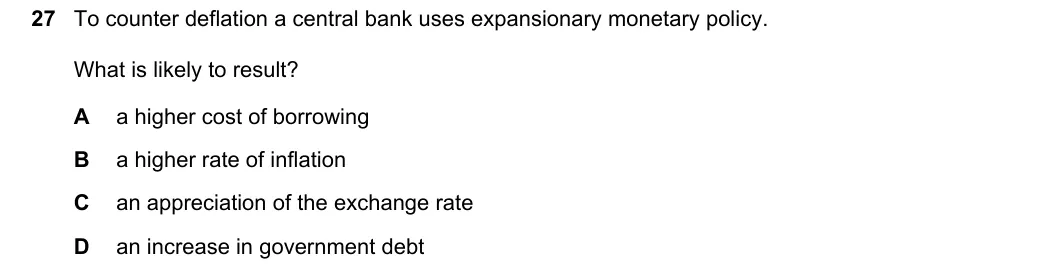 27 To counter deflation a central bank uses expansionary monetary policy.
What is likely to result?
A a higher cost of borrowing
B a higher rate of inflation
C an appreciation of the exchange rate
D an increase in government debt